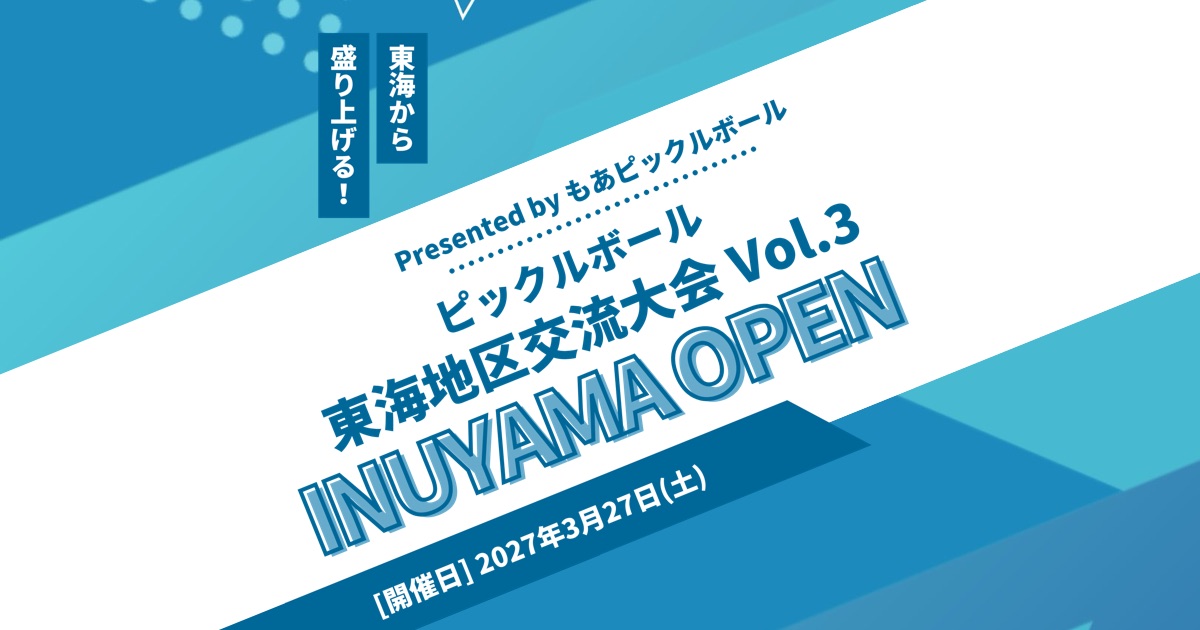 東海から
盛り上げる！
Presented by もあピックルボール
ピックルボール
東海地区交流大会 Vol.3
INUYAMA OPEN
[開催日] 2027年3月27日(土)